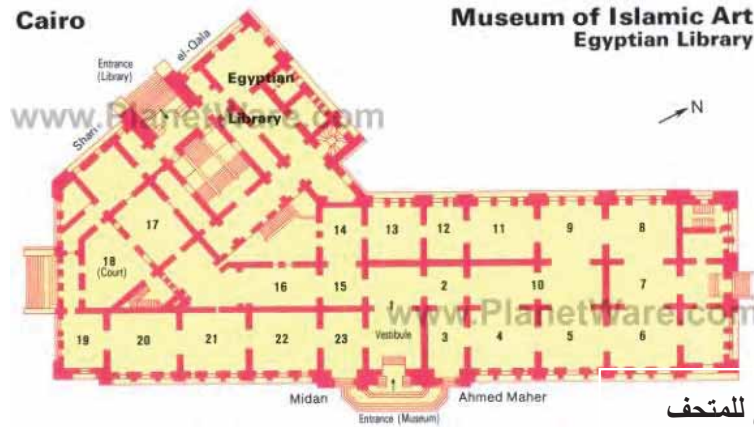 Cairo
Museum of Islamic Art
Egyptian Library
Entrance
(Library)
el-Qala
Shari-
Egyptian
Library
www.PlanetWare.com
N
17
18
(Court)
14
13
12
11
9
8
16
15
1
2
10
7
www.PlanetWare.com
19
20
21
22
23
Vestibule
3
4
5
6
Midan
Ahmed Maher
Entrance (Museum)
للمتحف